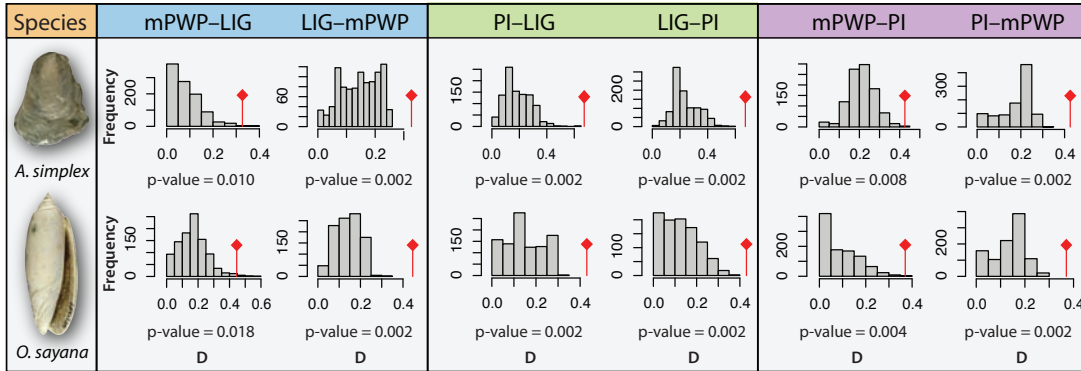 Species mPWP–LIG LIG–mPWP PI–LIG LIG–PI mPWP–PI PI–mPWP
Frequency
0 200
0 60
0 150
0 150
0 150
0 300
0.0 0.2 0.4
0.0 0.2
0.0 0.4
0.0 0.4
0.0 0.2 0.4
0.0 0.2 0.4
A. simplex
p-value = 0.010 p-value = 0.002 p-value = 0.002 p-value = 0.002 p-value = 0.008 p-value = 0.002
Frequency
0 150
0 150
0 150
0 100
0 200
0 200
0.0 0.2 0.4 0.6
0.0 0.2 0.4
0.0 0.2 0.4
0.0 0.2 0.4
0.0 0.2 0.4
0.0 0.2 0.4
p-value = 0.018 p-value = 0.002 p-value = 0.002 p-value = 0.002 p-value = 0.004 p-value = 0.002
O. sayana
D D D D D D